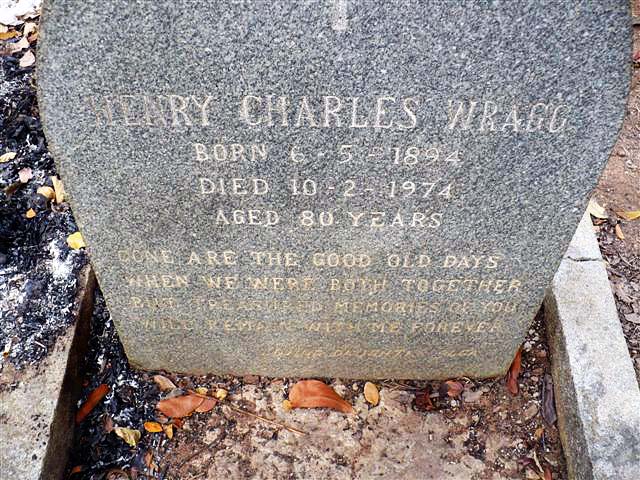 HENRY CHARLES WRAGG
BORN 6-5-1894
DIED 10-2-1974
AGED 80 YEARS
GONE ARE THE GOOD OLD DAYS
WHEN WE WERE BOTH TOGETHER
BUT TREASURED MEMORIES OF YOU
WILL REMAIN WITH ME FOREVER